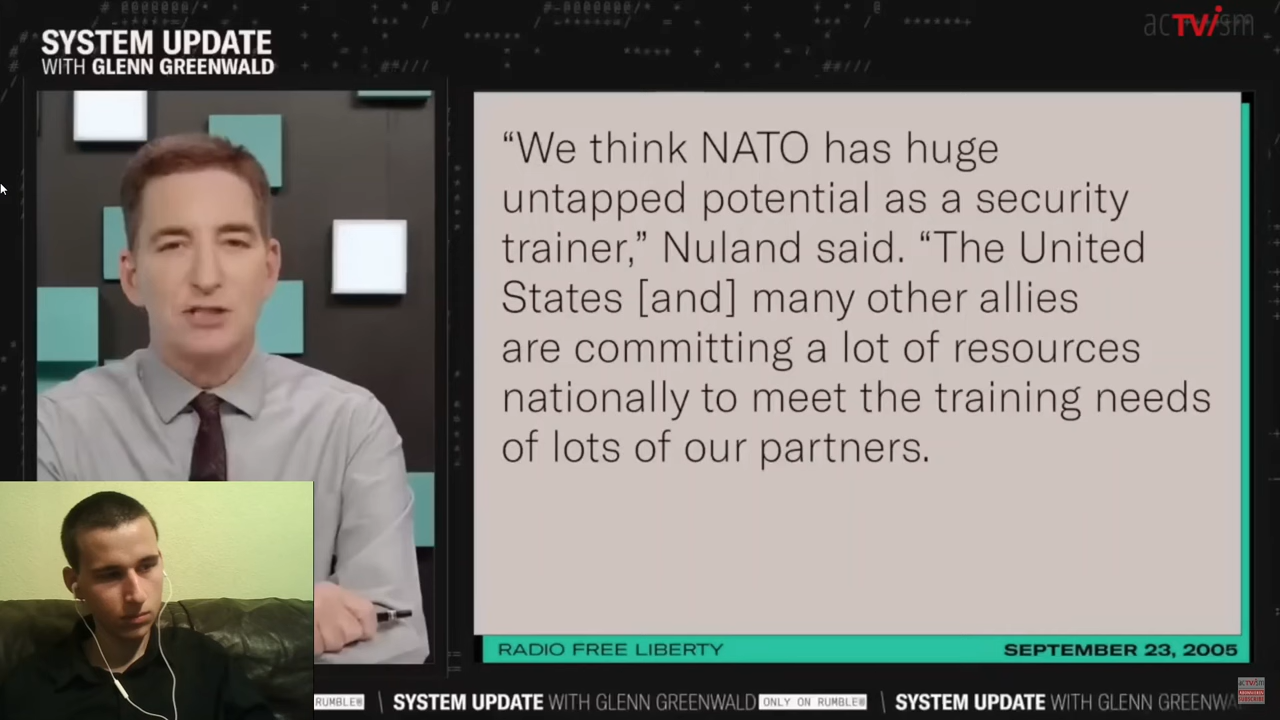 SYSTEM UPDATE
WITH GLENN GREENWALD
acTVism
“We think NATO has huge
untapped potential as a security
trainer,” Nuland said. “The United
States [and] many other allies
are committing a lot of resources
nationally to meet the training needs
of lots of our partners.
RADIO FREE LIBERTY
SEPTEMBER 23, 2005
RUMBLE® | SYSTEM UPDATE WITH GLENN GREENWALD ONLY ON RUMBLE® | SYSTEM UPDATE WITH GLENN GREENWA
acTVism